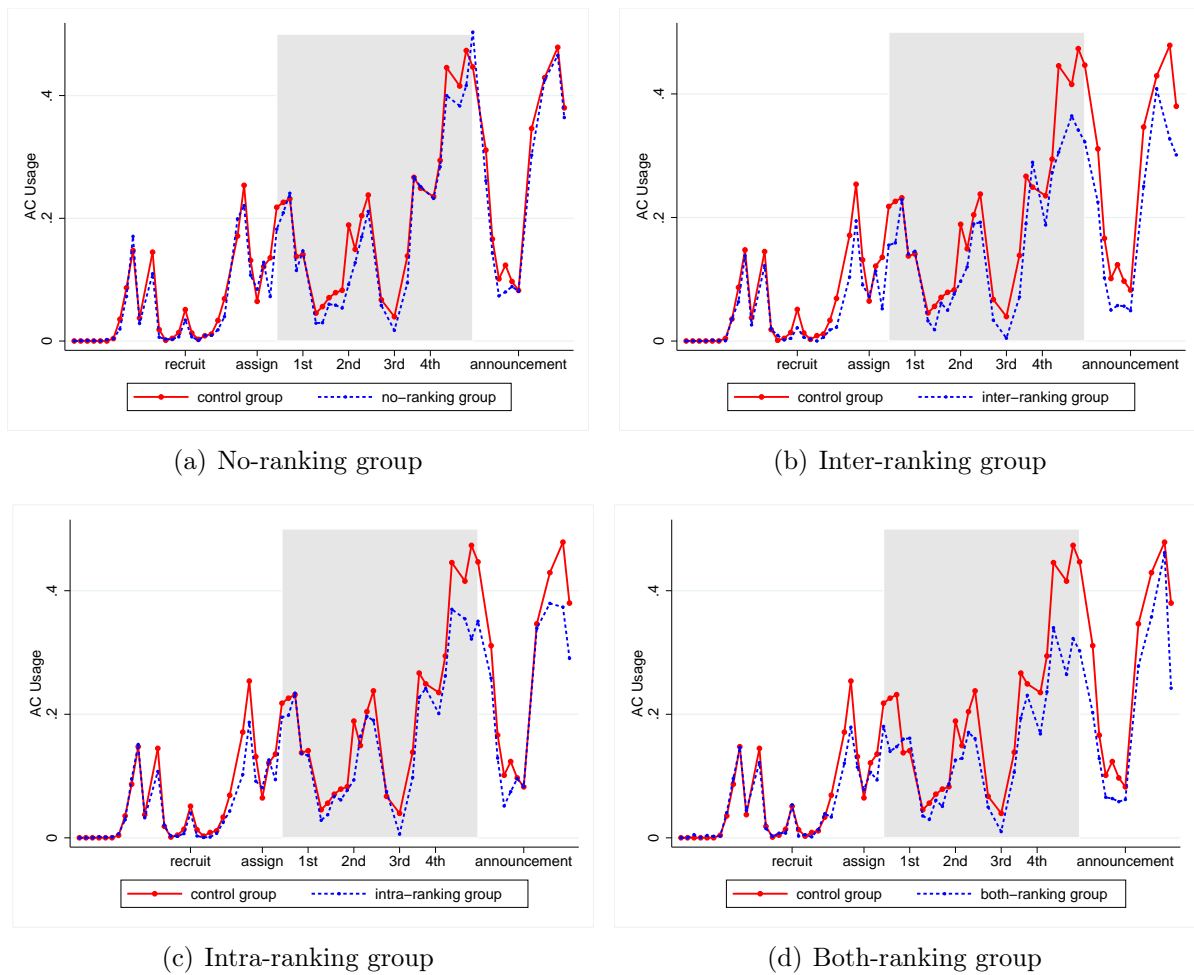 AC Usage
.4
.2
0
recruit assign 1st 2nd 3rd 4th announcement
control group no-ranking group
(a) No-ranking group
AC Usage
.4
.2
0
recruit assign 1st 2nd 3rd 4th announcement
control group inter-ranking group
(b) Inter-ranking group
AC Usage
.4
.2
0
recruit assign 1st 2nd 3rd 4th announcement
control group intra-ranking group
(c) Intra-ranking group
AC Usage
.4
.2
0
recruit assign 1st 2nd 3rd 4th announcement
control group both-ranking group
(d) Both-ranking group